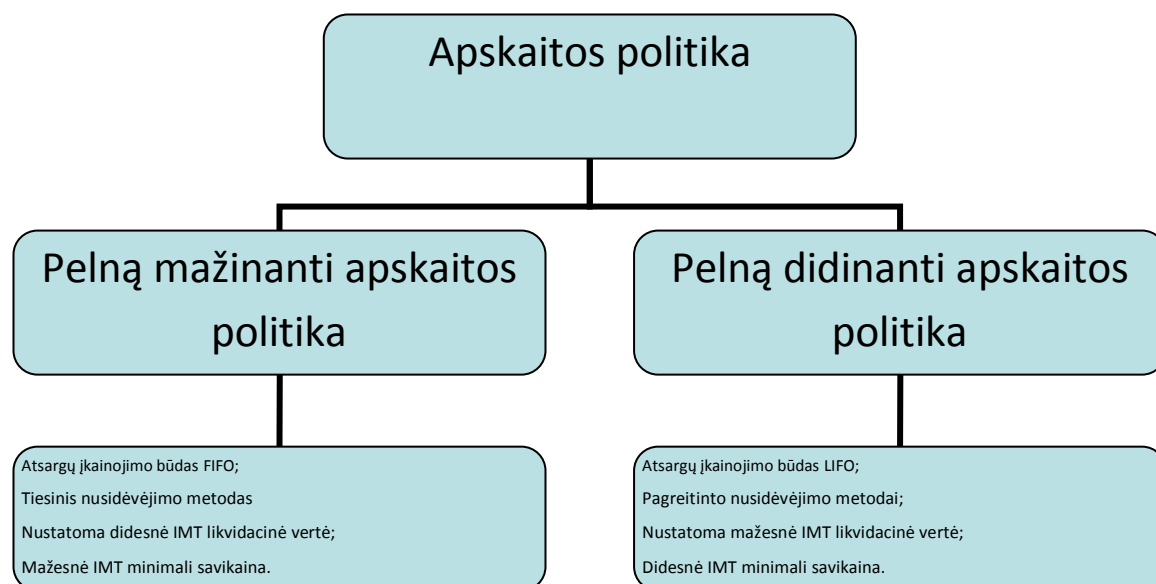 Apskaitos politika
Pelną mažinanti apskaitos
politika
Pelną didinanti apskaitos
politika
Atsargų įkainojimo būdas FIFO;
Tiesinis nusidėvėjimo metodas
Nustatoma didesnė IMT likvidacinė vertė;
Mažesnė IMT minimali savikaina.
Atsargų įkainojimo būdas LIFO;
Pagreitinto nusidėvėjimo metodai;
Nustatoma mažesnė IMT likvidacinė vertė;
Didesnė IMT minimali savikaina.